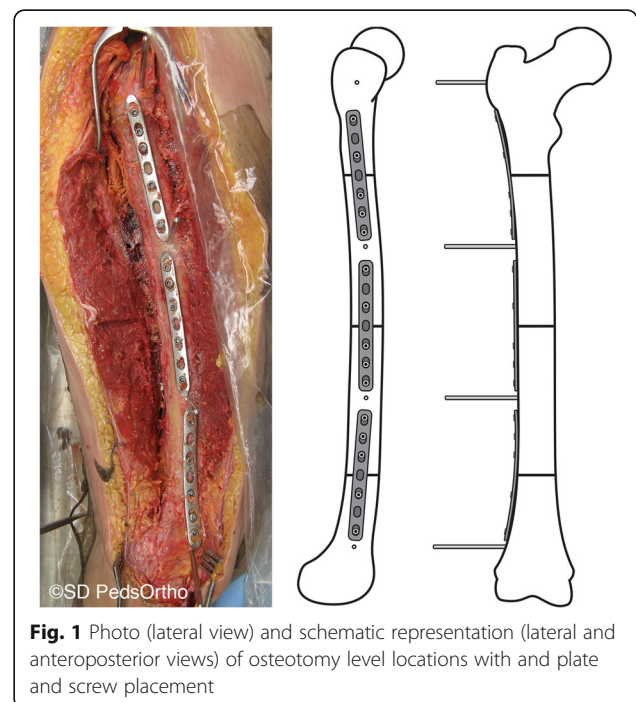 ©SD PedsOrtho
Fig. 1 Photo (lateral view) and schematic representation (lateral and
anteroposterior views) of osteotomy level locations with and plate
and screw placement